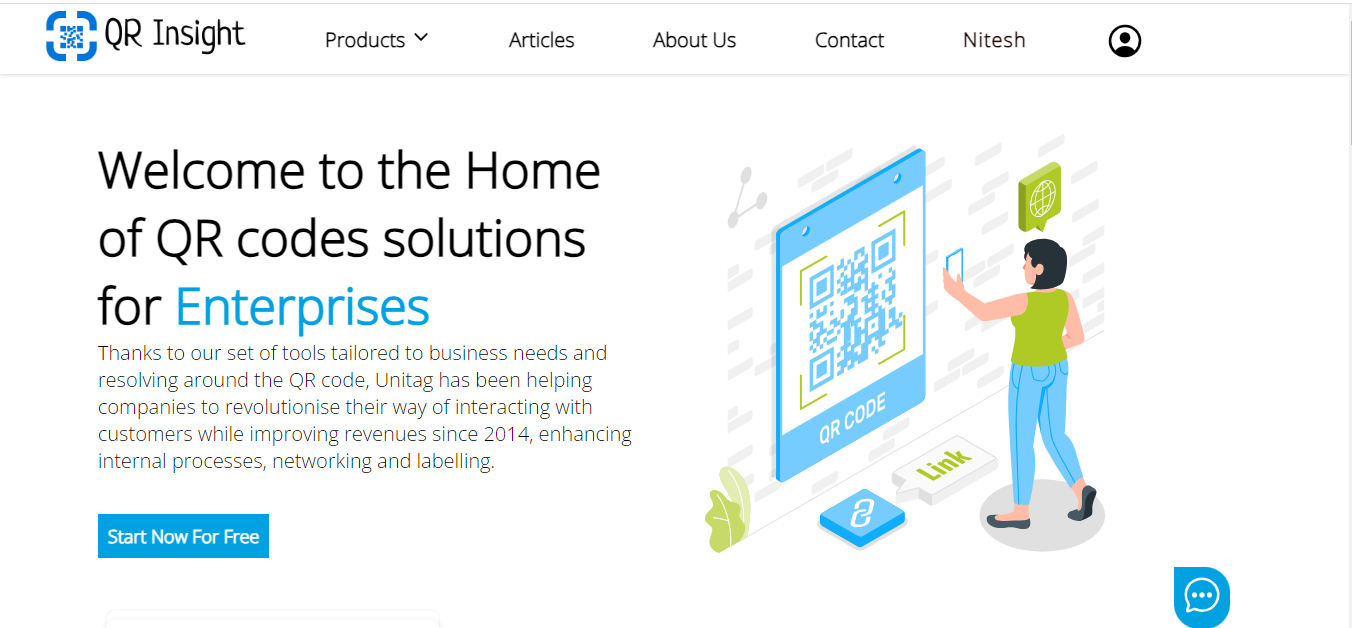 QR Insight
Products
Articles
About Us
Contact
Nitesh
Welcome to the Home
of QR codes solutions
for Enterprises
Thanks to our set of tools tailored to business needs and
resolving around the QR code, Unitag has been helping
companies to revolutionise their way of interacting with
customers while improving revenues since 2014, enhancing
internal processes, networking and labelling.
Start Now For Free
QR CODE
Link